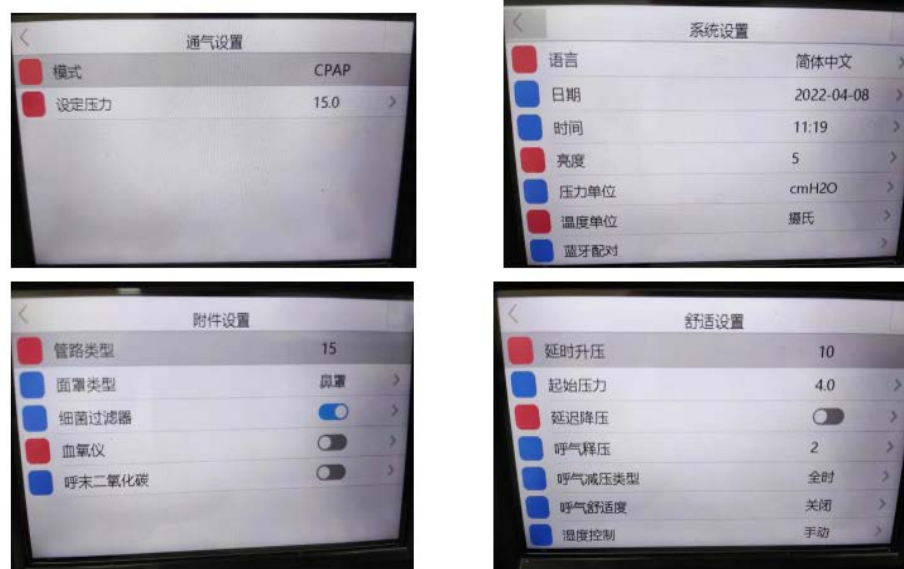 通气设置
模式 CPAP
设定压力 15.0
系统设置
语言 简体中文
日期 2022-04-08
时间 11:19
亮度 5
压力单位 cmH2O
温度单位 摄氏
蓝牙配对
附件设置
管路类型 15
面罩类型 鼻罩
细菌过滤器
血氧仪
呼末二氧化碳
舒适设置
延时升压 10
起始压力 4.0
延迟降压
呼气释压 2
呼气减压类型 全时
呼气舒适度 关闭
湿度控制 手动